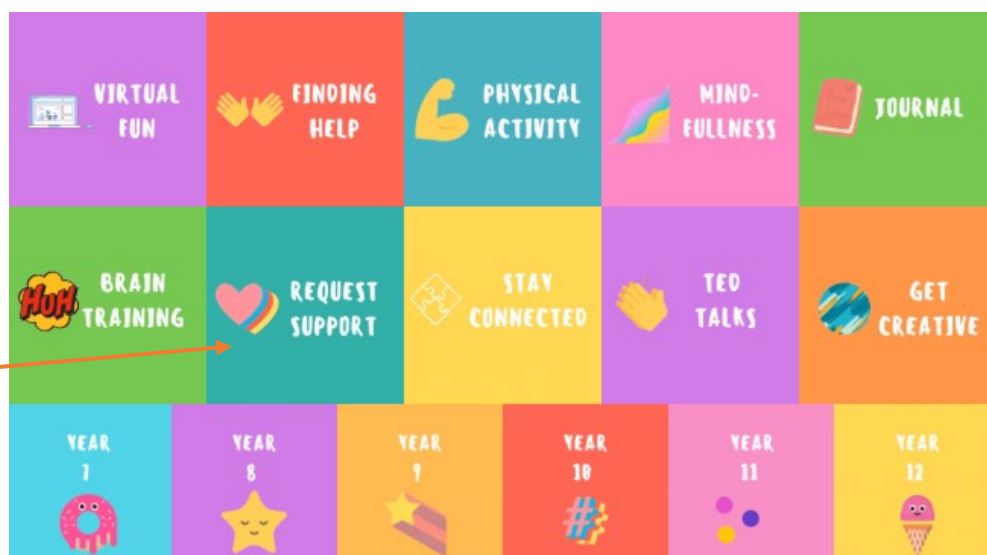 VIRTUAL
FUN
FINDING
HELP
PHYSICAL
ACTIVITY
MIND-
FULLNESS
JOURNAL
BRAIN
TRAINING
HUH
REQUEST
SUPPORT
STAY
CONNECTED
TED
TALKS
GET
CREATIVE
YEAR
7
YEAR
8
YEAR
9
YEAR
10
#
YEAR
11
YEAR
12